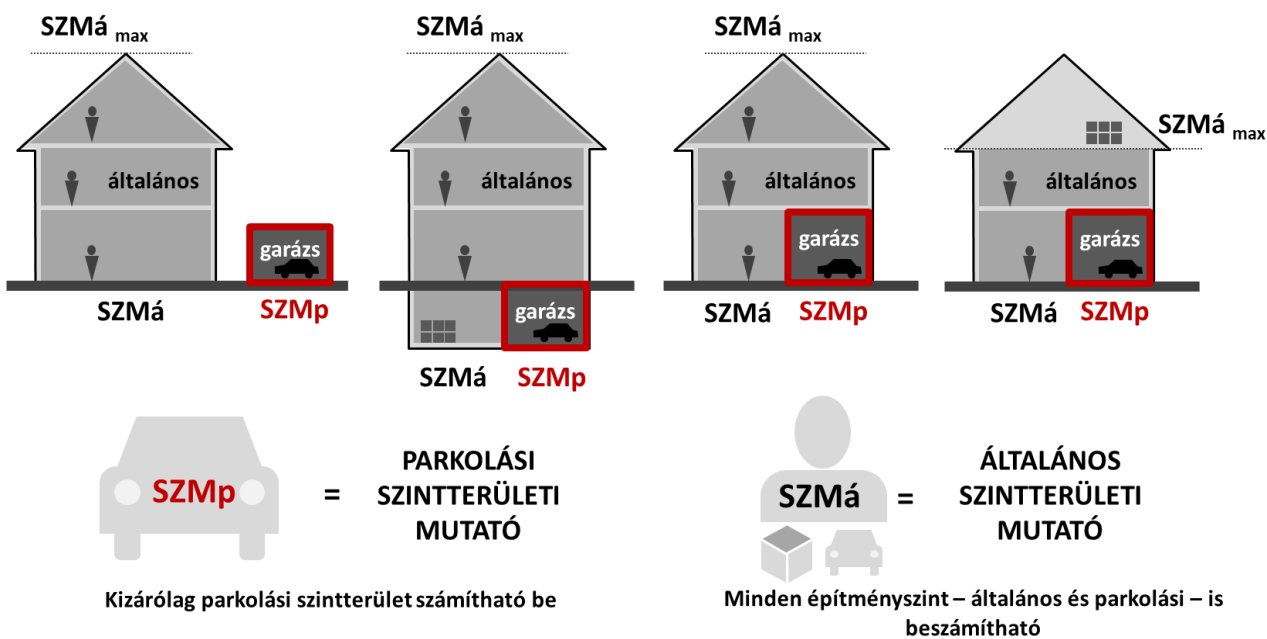 SZMá max
SZMá max
SZMá max
SZMá max
általános
általános
általános
általános
garázs
garázs
garázs
garázs
SZMá
SZMp
SZMá
SZMp
SZMá
SZMp
SZMá
SZMp
SZMp
=
PARKOLÁSI
SZINTTERÜLETI
MUTATÓ
SZMá
=
ÁLTALÁNOS
SZINTTERÜLETI
MUTATÓ
Kizárólag parkolási szintterület számítható be
Minden építményszint – általános és parkolási – is
beszámítható